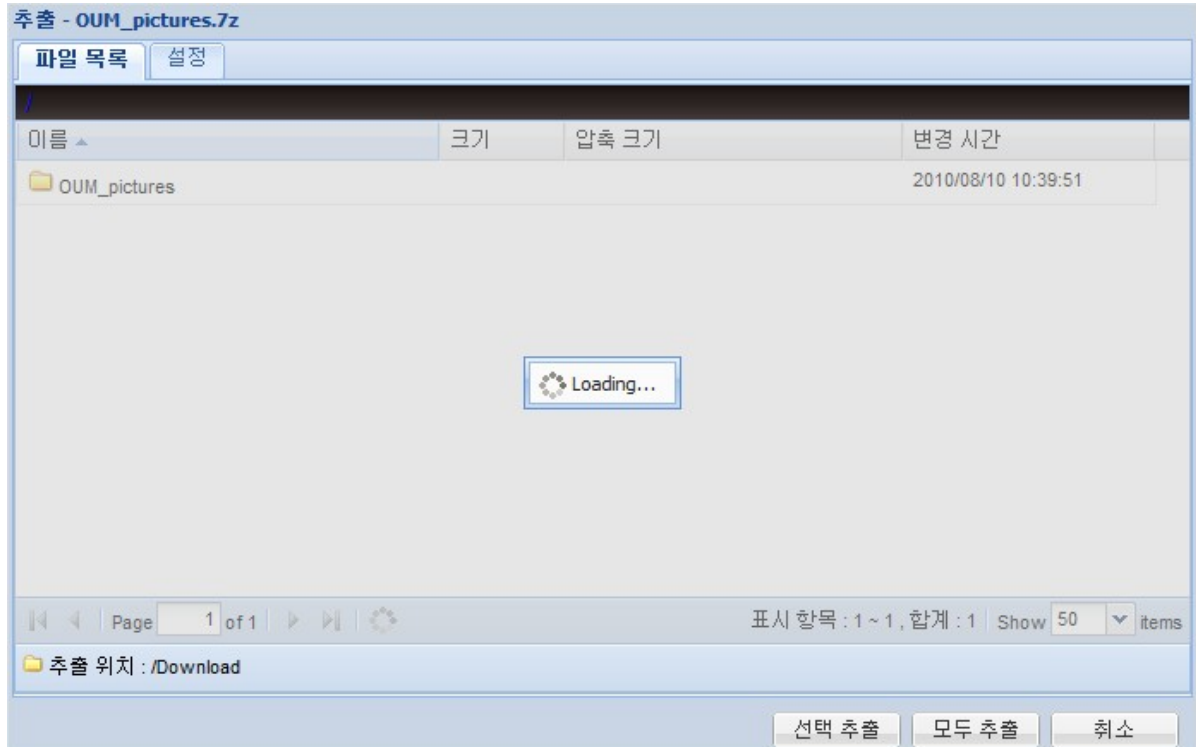 추출 - OUM_pictures.7z
파일 목록 설정
/
이름 크기 압축 크기 변경 시간
OUM_pictures 2010/08/10 10:39:51
Loading...
Page 1 of 1 표시 항목 : 1 ~ 1 , 합계 : 1 Show 50 items
추출 위치 : /Download
선택 추출 모두 추출 취소